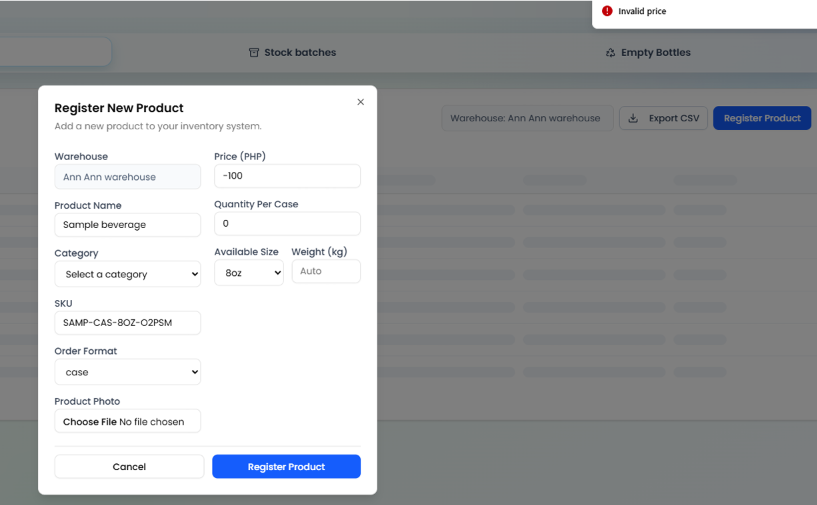 Invalid price
Stock batches
Empty Bottles
Warehouse: Ann Ann warehouse
Export CSV
Register Product
Register New Product
Add a new product to your inventory system.
Warehouse
Ann Ann warehouse
Product Name
Sample beverage
Category
Select a category
SKU
SAMP-CAS-8OZ-O2PSM
Order Format
case
Product Photo
Choose File No file chosen
Price (PHP)
-100
Quantity Per Case
0
Available Size
8oz
Weight (kg)
Auto
Cancel
Register Product